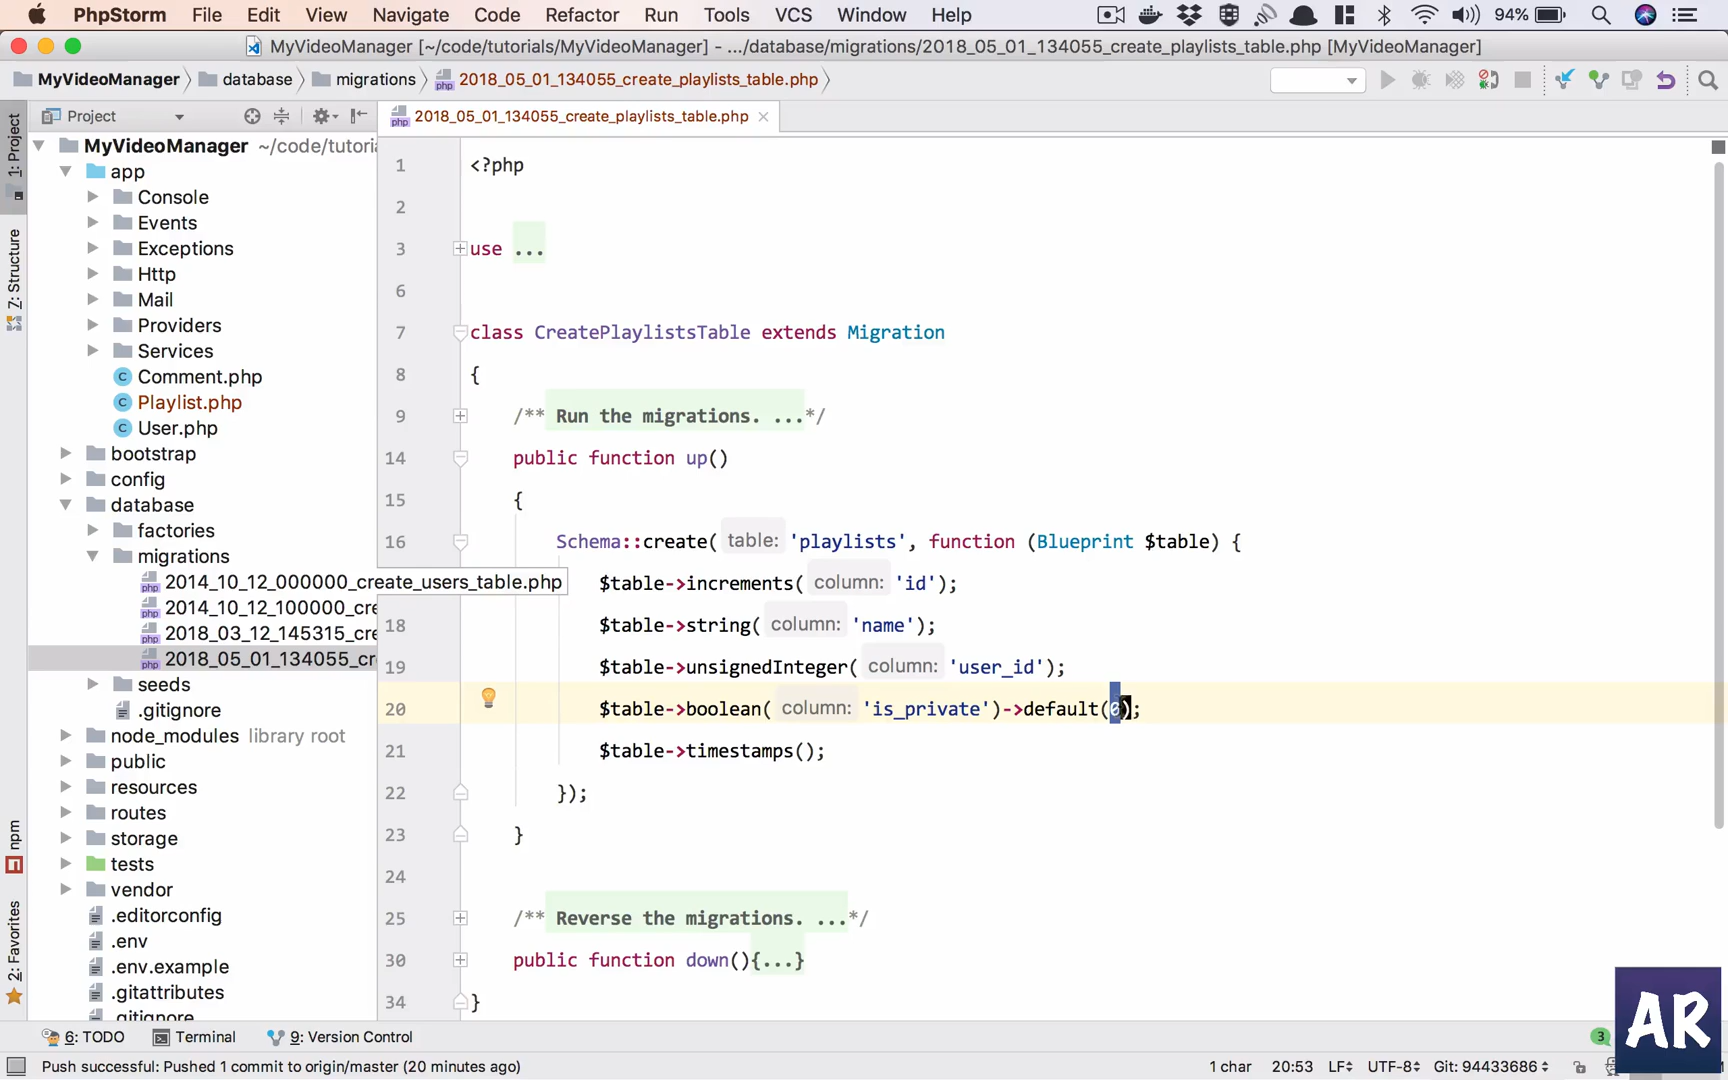 PhpStorm File Edit View Navigate Code Refactor Run Tools VCS Window Help 94%
MyVideoManager [~/code/tutorials/MyVideoManager] - .../database/migrations/2018_05_01_134055_create_playlists_table.php [MyVideoManager]
MyVideoManager database migrations 2018_05_01_134055_create_playlists_table.php
Project
2018_05_01_134055_create_playlists_table.php
1: Project
7: Structure
npm
2: Favorites
MyVideoManager ~/code/tutori
app
Console
Events
Exceptions
Http
Mail
Providers
Services
Comment.php
Playlist.php
User.php
bootstrap
config
database
factories
migrations
2014_10_12_000000_create_users_table.php
2014_10_12_100000_cre
2018_03_12_145315_cr
2018_05_01_134055_cr
seeds
.gitignore
node_modules library root
public
resources
routes
storage
tests
vendor
.editorconfig
.env
.env.example
.gitattributes
.gitignore
1 <?php
2
3 use ...
6
7 class CreatePlaylistsTable extends Migration
8 {
9 /** Run the migrations. ...*/
14 public function up()
15 {
16 Schema::create( table: 'playlists', function (Blueprint $table) {
$table->increments( column: 'id');
18 $table->string( column: 'name');
19 $table->unsignedInteger( column: 'user_id');
20 $table->boolean( column: 'is_private')->default(0);
21 $table->timestamps();
22 });
23 }
24
25 /** Reverse the migrations. ...*/
30 public function down(){...}
34 }
6: TODO Terminal 9: Version Control 3
Push successful: Pushed 1 commit to origin/master (20 minutes ago) 1 char 20:53 LF UTF-8 Git: 94433686
AR